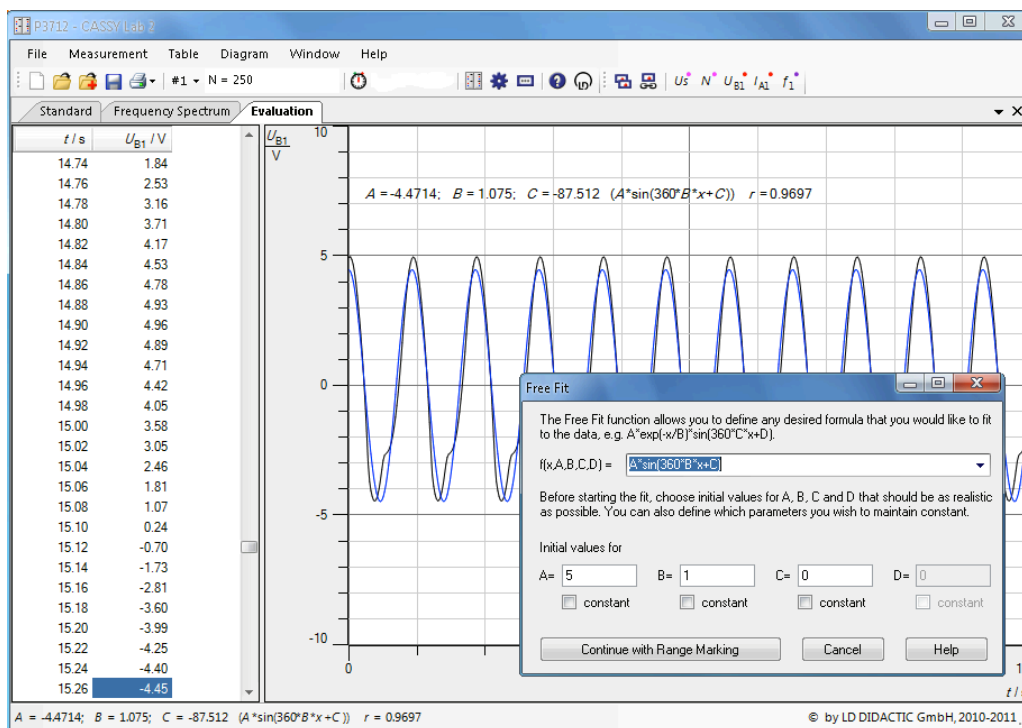 P3712 - CASSY Lab 2
File Measurement Table Diagram Window Help
#1 N = 250 Us N UB1 IA1 f1
Standard Frequency Spectrum Evaluation
t / s UB1 / V
14.74 1.84
14.76 2.53
14.78 3.16
14.80 3.71
14.82 4.17
14.84 4.53
14.86 4.78
14.88 4.93
14.90 4.96
14.92 4.89
14.94 4.71
14.96 4.42
14.98 4.05
15.00 3.58
15.02 3.05
15.04 2.46
15.06 1.81
15.08 1.07
15.10 0.24
15.12 -0.70
15.14 -1.73
15.16 -2.81
15.18 -3.60
15.20 -3.99
15.22 -4.25
15.24 -4.40
15.26 -4.45
UB1
V
10
5
0
-5
-10
0
1
t / s
A = -4.4714; B = 1.075; C = -87.512 (A*sin(360*B*x+C)) r = 0.9697
Free Fit
The Free Fit function allows you to define any desired formula that you would like to fit
to the data, e.g. A*exp(-x/B)*sin(360*C*x+D).
f(x,A,B,C,D) = A*sin(360*B*x+C)
Before starting the fit, choose initial values for A, B, C and D that should be as realistic
as possible. You can also define which parameters you wish to maintain constant.
Initial values for
A= 5 B= 1 C= 0 D= 0
constant constant constant constant
Continue with Range Marking Cancel Help
A = -4.4714; B = 1.075; C = -87.512 (A*sin(360*B*x+C)) r = 0.9697
© by LD DIDACTIC GmbH, 2010-2011